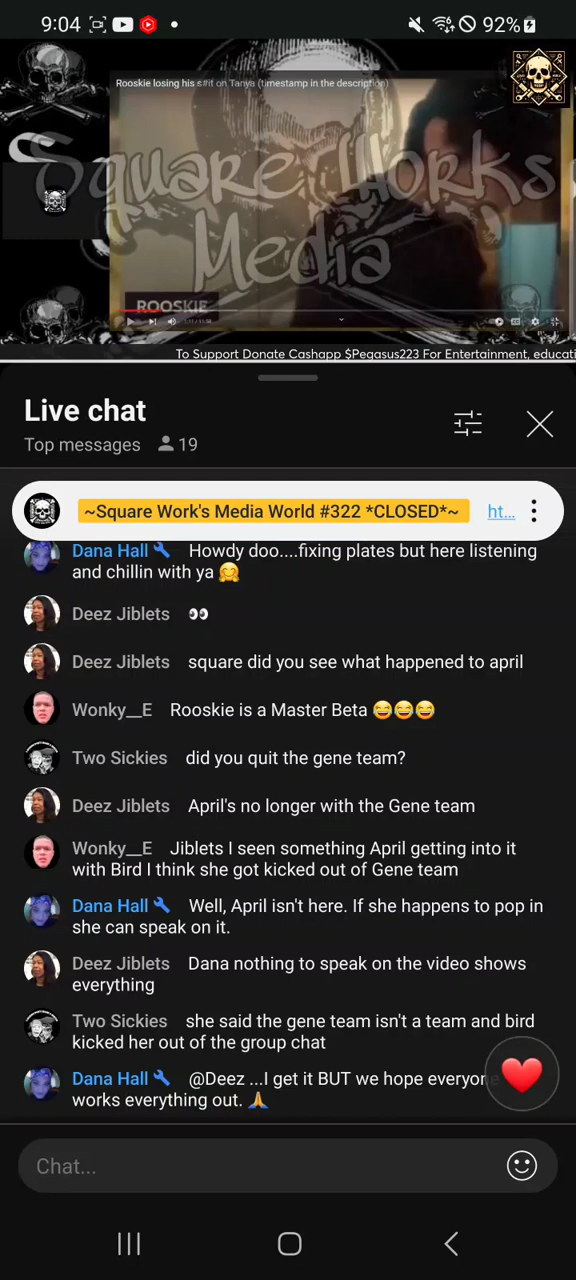 9:04
92%
Rooskie losing his s#it on Tanya (timestamp in the description)
Square Works
Media
ROOSKIE
To Support Donate Cashapp $Pegasus223 For Entertainment, educati
Live chat
Top messages 19
~Square Work's Media World #322 *CLOSED*~ ht...
Dana Hall Howdy doo....fixing plates but here listening
and chillin with ya 🤗
Deez Jiblets 👀
Deez Jiblets square did you see what happened to april
Wonky__E Rooskie is a Master Beta 😂😂😂
Two Sickies did you quit the gene team?
Deez Jiblets April's no longer with the Gene team
Wonky__E Jiblets I seen something April getting into it
with Bird I think she got kicked out of Gene team
Dana Hall Well, April isn't here. If she happens to pop in
she can speak on it.
Deez Jiblets Dana nothing to speak on the video shows
everything
Two Sickies she said the gene team isn't a team and bird
kicked her out of the group chat
Dana Hall @Deez ...I get it BUT we hope everyon
works everything out. 🙏
Chat...